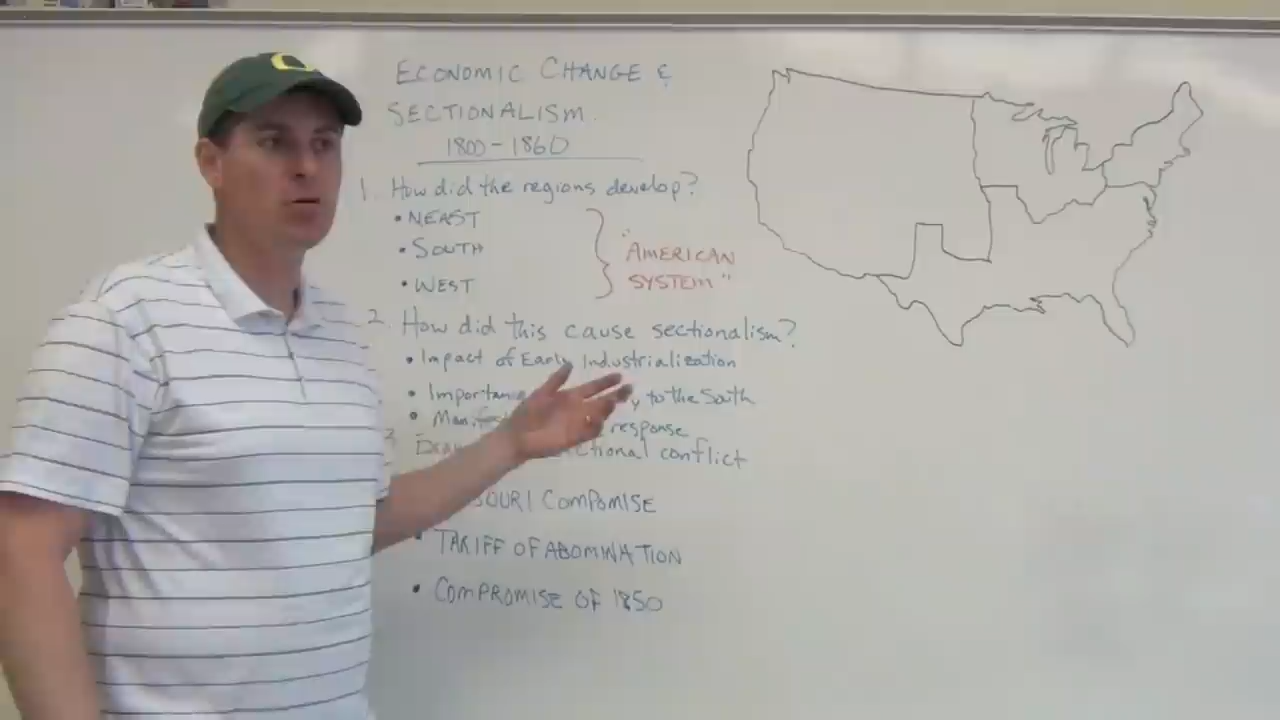 ECONOMIC CHANGE &
SECTIONALISM
1800-1860
1. How did the regions develop?
• NEAST
• SOUTH
• WEST
"AMERICAN
SYSTEM"
2. How did this cause sectionalism?
• Impact of Early Industrialization
• to the South
• response
3 conflict
COMPOMISE
• TARIFF OF ABOMINATION
• COMPROMISE OF 1850